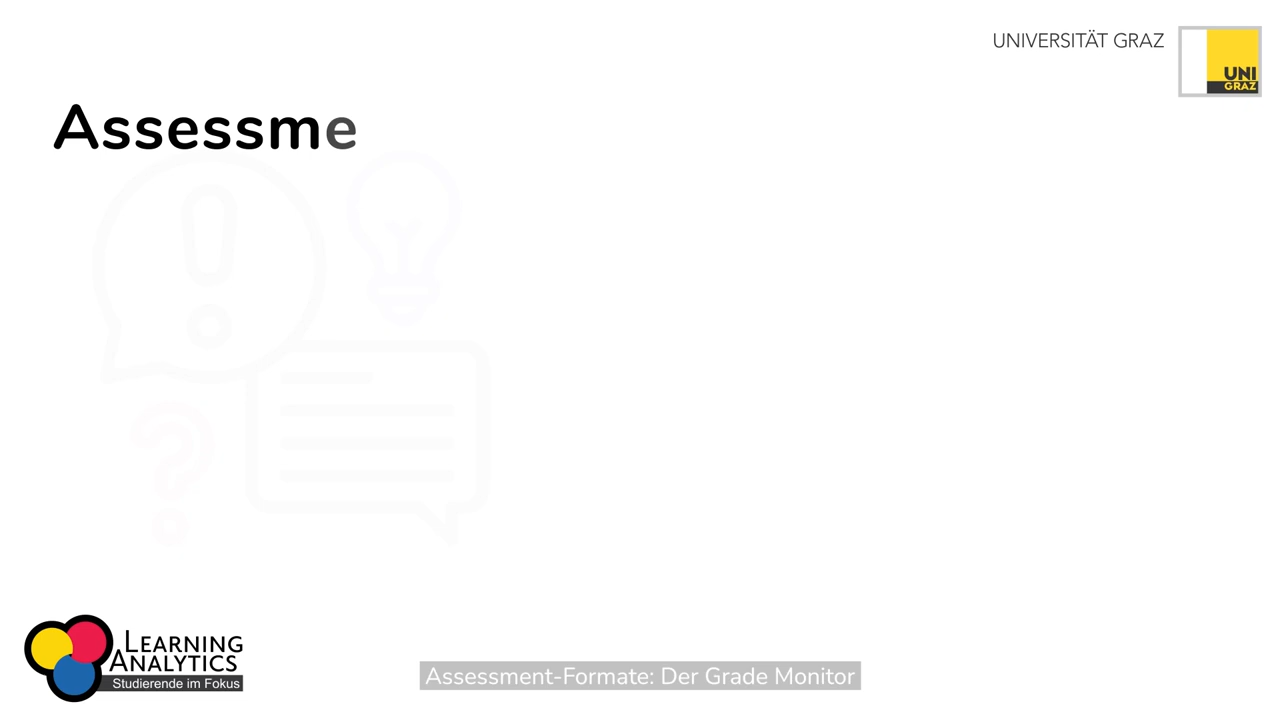 UNIVERSITÄT GRAZ
UNI
GRAZ
Assessme
LEARNING
ANALYTICS
Studierende im Fokus
Assessment-Formate: Der Grade Monitor